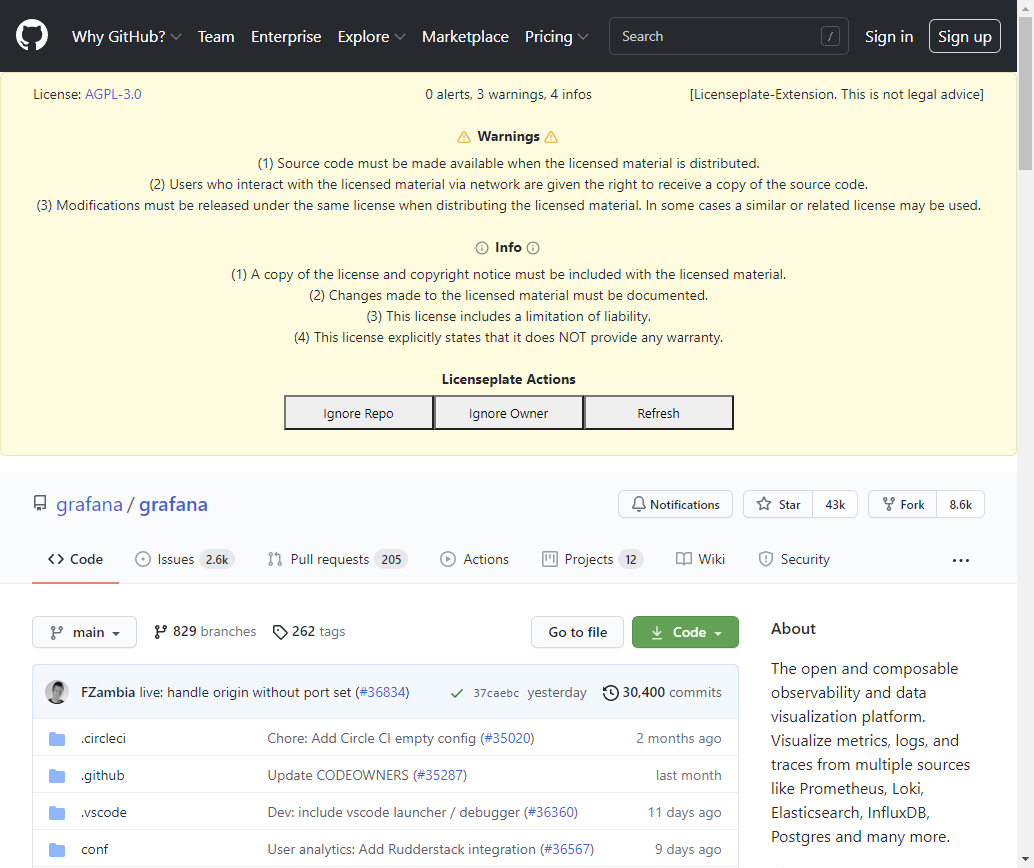 Why GitHub? Team Enterprise Explore Marketplace Pricing Search / Sign in Sign up
License: AGPL-3.0 0 alerts, 3 warnings, 4 infos [Licenseplate-Extension. This is not legal advice]
Warnings
(1) Source code must be made available when the licensed material is distributed.
(2) Users who interact with the licensed material via network are given the right to receive a copy of the source code.
(3) Modifications must be released under the same license when distributing the licensed material. In some cases a similar or related license may be used.
Info
(1) A copy of the license and copyright notice must be included with the licensed material.
(2) Changes made to the licensed material must be documented.
(3) This license includes a limitation of liability.
(4) This license explicitly states that it does NOT provide any warranty.
Licenseplate Actions
Ignore Repo Ignore Owner Refresh
grafana / grafana Notifications Star 43k Fork 8.6k
Code Issues 2.6k Pull requests 205 Actions Projects 12 Wiki Security ...
main 829 branches 262 tags Go to file Code
FZambia live: handle origin without port set (#36834) 37caebc yesterday 30,400 commits
.circleci Chore: Add Circle CI empty config (#35020) 2 months ago
.github Update CODEOWNERS (#35287) last month
.vscode Dev: include vscode launcher / debugger (#36360) 11 days ago
conf User analytics: Add Rudderstack integration (#36567) 9 days ago
About
The open and composable
observability and data
visualization platform.
Visualize metrics, logs, and
traces from multiple sources
like Prometheus, Loki,
Elasticsearch, InfluxDB,
Postgres and many more.